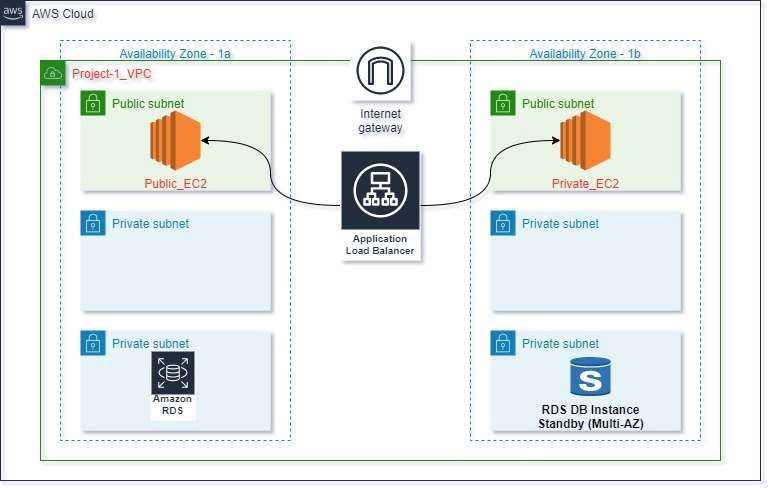 aws
AWS Cloud
Availability Zone - 1a
Availability Zone - 1b
Project-1_VPC
Internet
gateway
Public subnet
Public_EC2
Public subnet
Private_EC2
Application
Load Balancer
Private subnet
Private subnet
Private subnet
Amazon
RDS
Private subnet
S
RDS DB Instance
Standby (Multi-AZ)